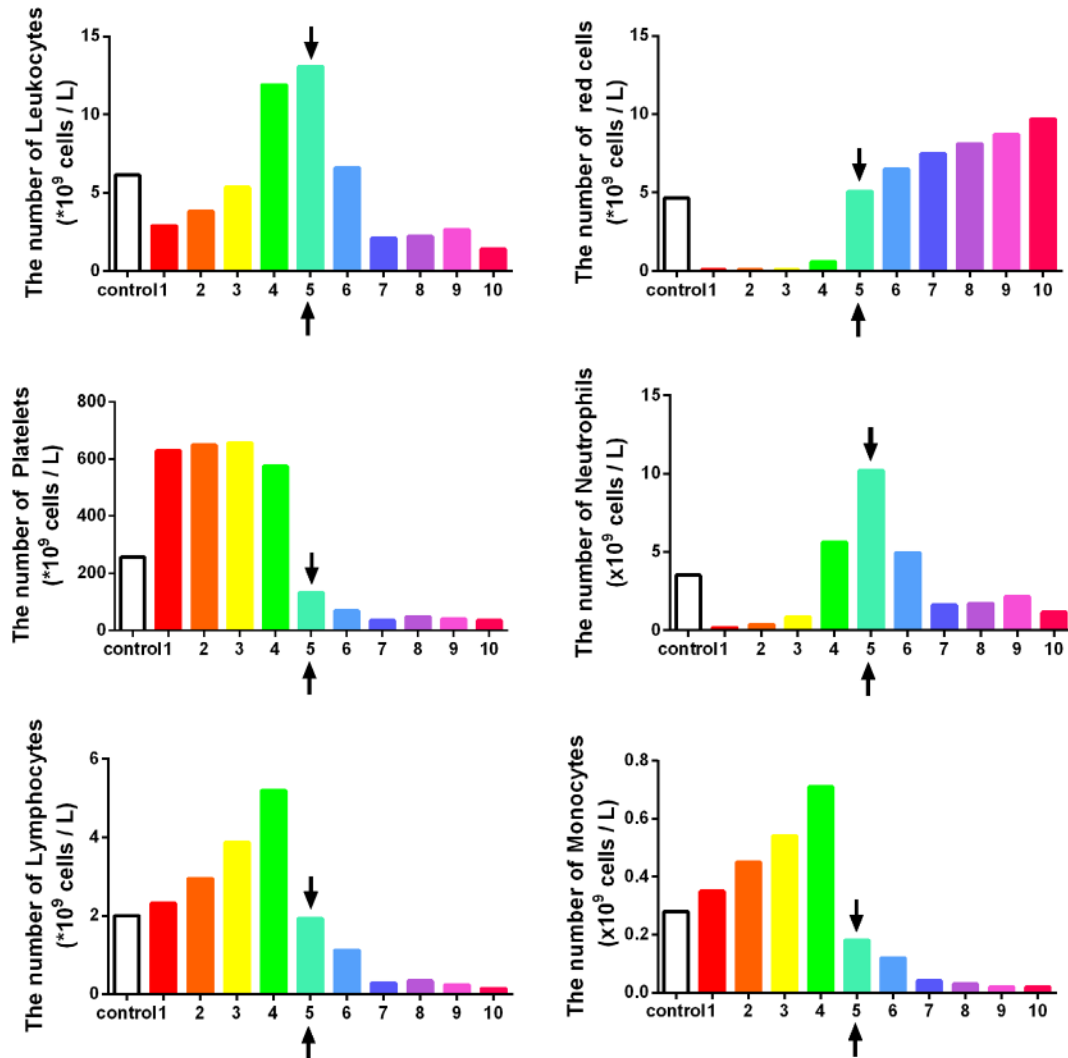 The number of Leukocytes
(*10⁹ cells / L)
15
10
5
0
control 1 2 3 4 5 6 7 8 9 10
The number of red cells
(*10⁹ cells / L)
15
10
5
0
control 1 2 3 4 5 6 7 8 9 10
The number of Platelets
(*10⁹ cells / L)
800
600
400
200
0
control 1 2 3 4 5 6 7 8 9 10
The number of Neutrophils
(x10⁹ cells / L)
15
10
5
0
control 1 2 3 4 5 6 7 8 9 10
The number of Lymphocytes
(*10⁹ cells / L)
6
4
2
0
control 1 2 3 4 5 6 7 8 9 10
The number of Monocytes
(x10⁹ cells / L)
0.8
0.6
0.4
0.2
0.0
control 1 2 3 4 5 6 7 8 9 10